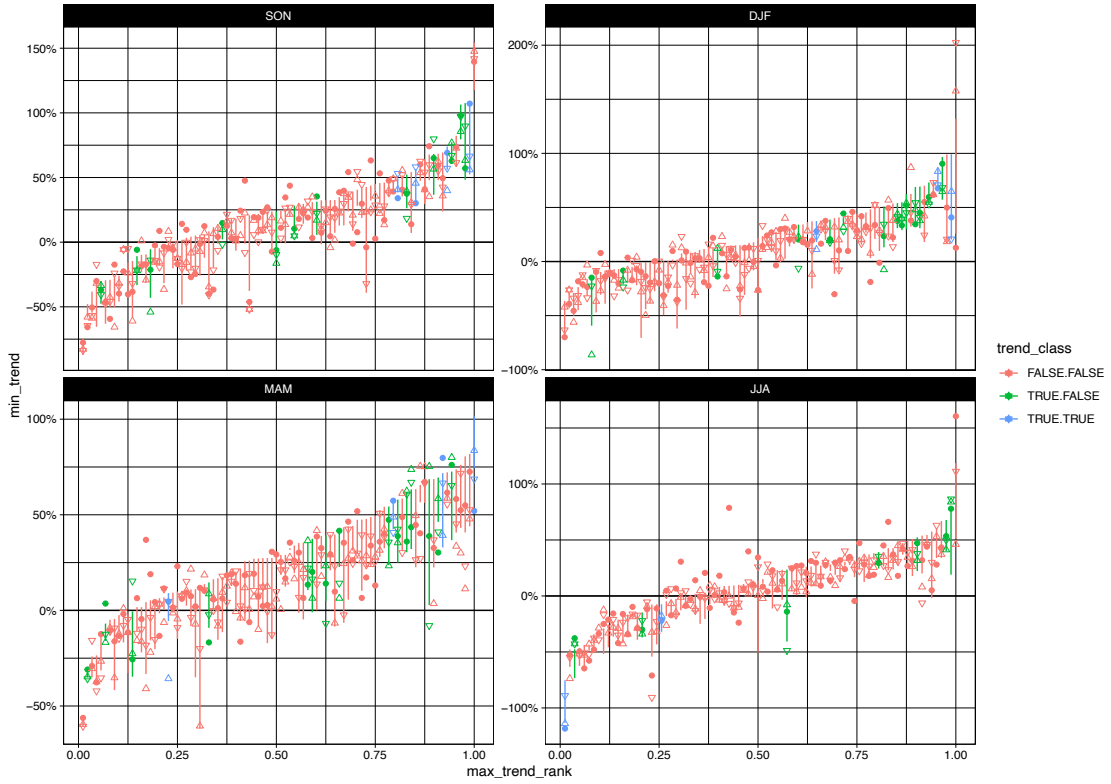 SON
DJF
150%
100%
50%
0%
−50%
200%
100%
0%
−100%
MAM
JJA
100%
50%
0%
−50%
100%
0%
−100%
0.00
0.25
0.50
0.75
1.00
0.00
0.25
0.50
0.75
1.00
max_trend_rank
min_trend
trend_class
FALSE.FALSE
TRUE.FALSE
TRUE.TRUE